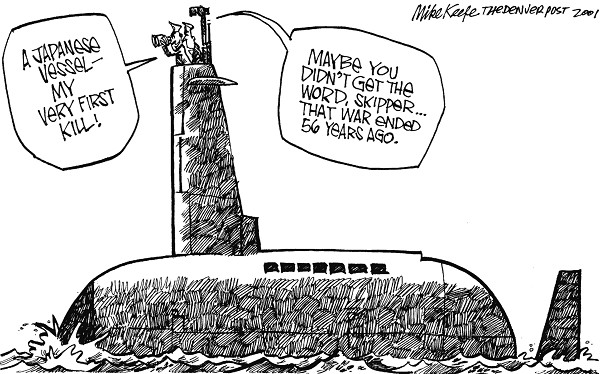 Mike Keefe THE DENVER POST 2001
A JAPANESE
VESSEL—
MY
VERY FIRST
KILL!
MAYBE YOU
DIDN'T GET THE
WORD, SKIPPER...
THAT WAR ENDED
56 YEARS AGO.